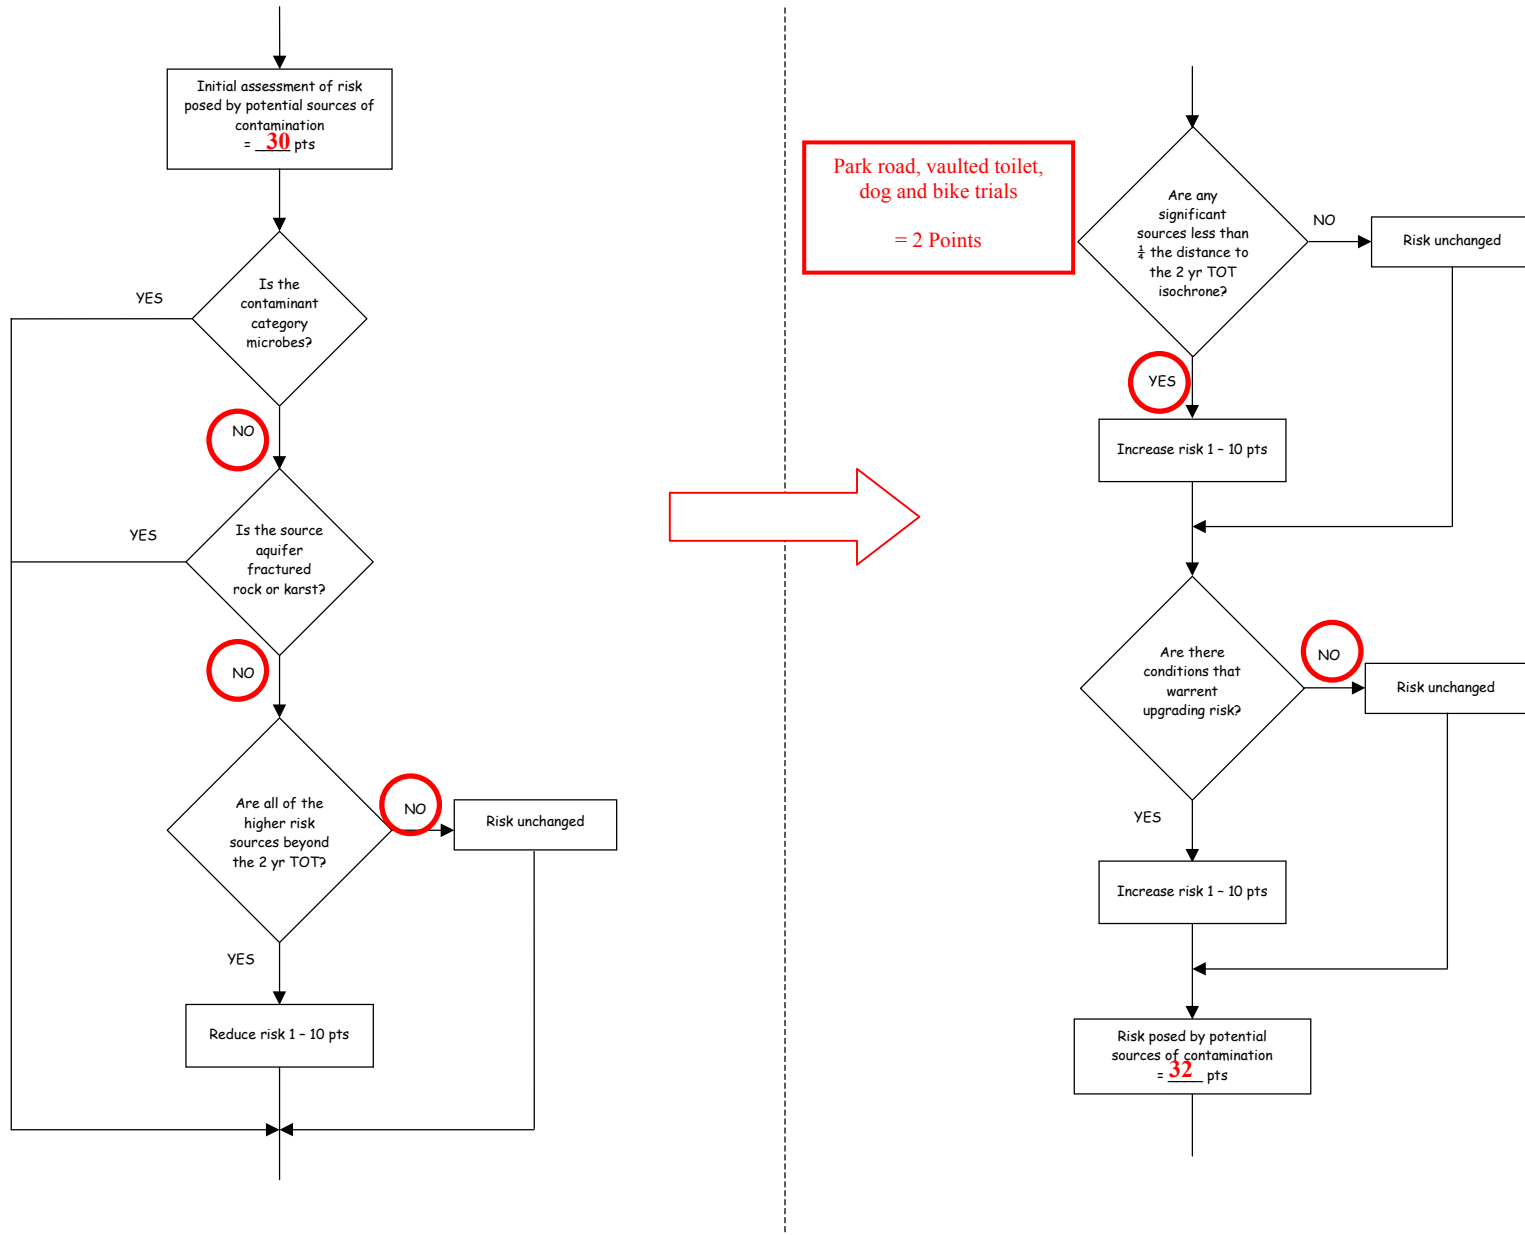 Initial assessment of risk
posed by potential sources of
contamination
= 30 pts
Is the
contaminant
category
microbes?
YES
NO
Is the source
aquifer
fractured
rock or karst?
YES
NO
Are all of the
higher risk
sources beyond
the 2 yr TOT?
NO
Risk unchanged
YES
Reduce risk 1 – 10 pts
Park road, vaulted toilet,
dog and bike trials
= 2 Points
Are any
significant
sources less than
¼ the distance to
the 2 yr TOT
isochrone?
NO
Risk unchanged
YES
Increase risk 1 – 10 pts
Are there
conditions that
warrent
upgrading risk?
NO
Risk unchanged
YES
Increase risk 1 – 10 pts
Risk posed by potential
sources of contamination
= 32 pts